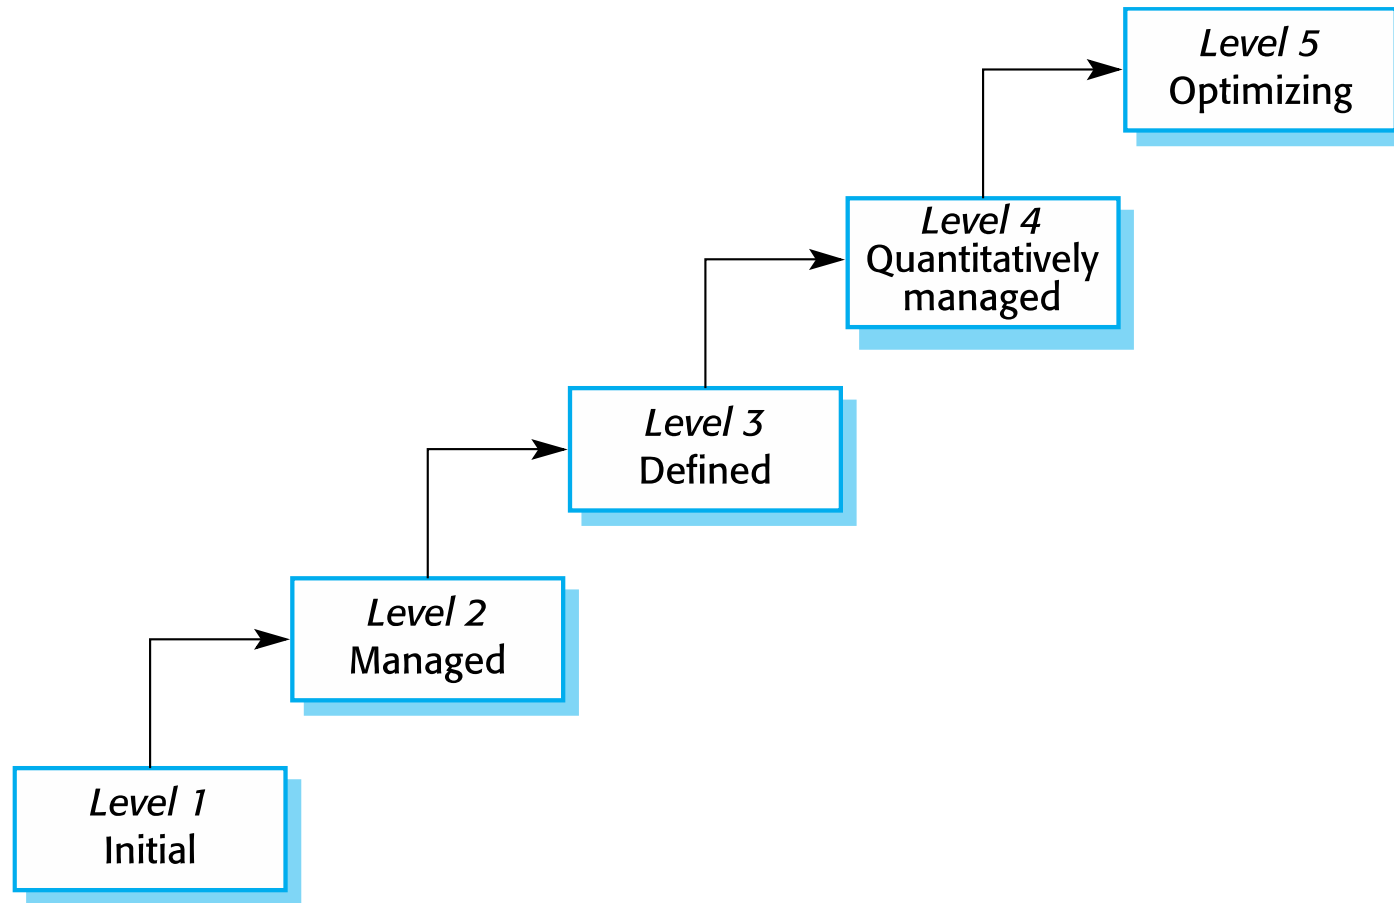 Level 5
Optimizing
Level 4
Quantitatively
managed
Level 3
Defined
Level 2
Managed
Level 1
Initial